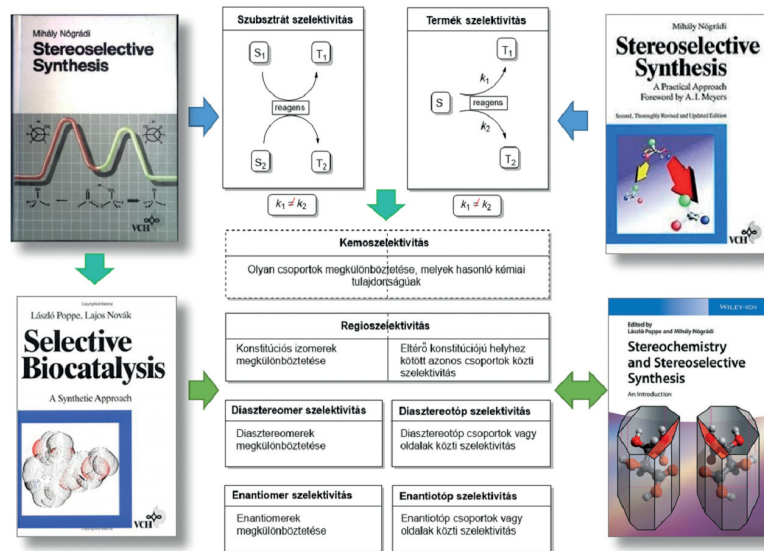 Mihály Nógrádi
Stereoselective
Synthesis
VCH
Szubsztrát szelektivitás
S1
T1
reagens
S2
T2
k1 ≠ k2
Termék szelektivitás
T1
k1
S
reagens
k2
T2
k1 ≠ k2
Mihály Nógrádi
Stereoselective
Synthesis
A Practical Approach
Foreword by A. I. Meyers
Second, Thoroughly Revised and Updated Edition
VCH
Kemoszelektivitás
Olyan csoportok megkülönböztetése, melyek hasonló kémiai
tulajdonságúak
Regioszelektivitás
Konstitúciós izomerek
megkülönböztetése
Eltérő konstitúciójú helyhez
kötött azonos csoportok közti
szelektivitás
Diasztereomer szelektivitás
Diasztereomerek
megkülönböztetése
Diasztereotóp szelektivitás
Diasztereotóp csoportok vagy
oldalak közti szelektivitás
Enantiomer szelektivitás
Enantiomerek
megkülönböztetése
Enantiotóp szelektivitás
Enantiotóp csoportok vagy
oldalak közti szelektivitás
Copyrighted Material
László Poppe, Lajos Novák
Selective
Biocatalysis
A Synthetic Approach
VCH
WILEY-VCH
Edited by
László Poppe and Mihály Nógrádi
Stereochemistry
and Stereoselective
Synthesis
An Introduction